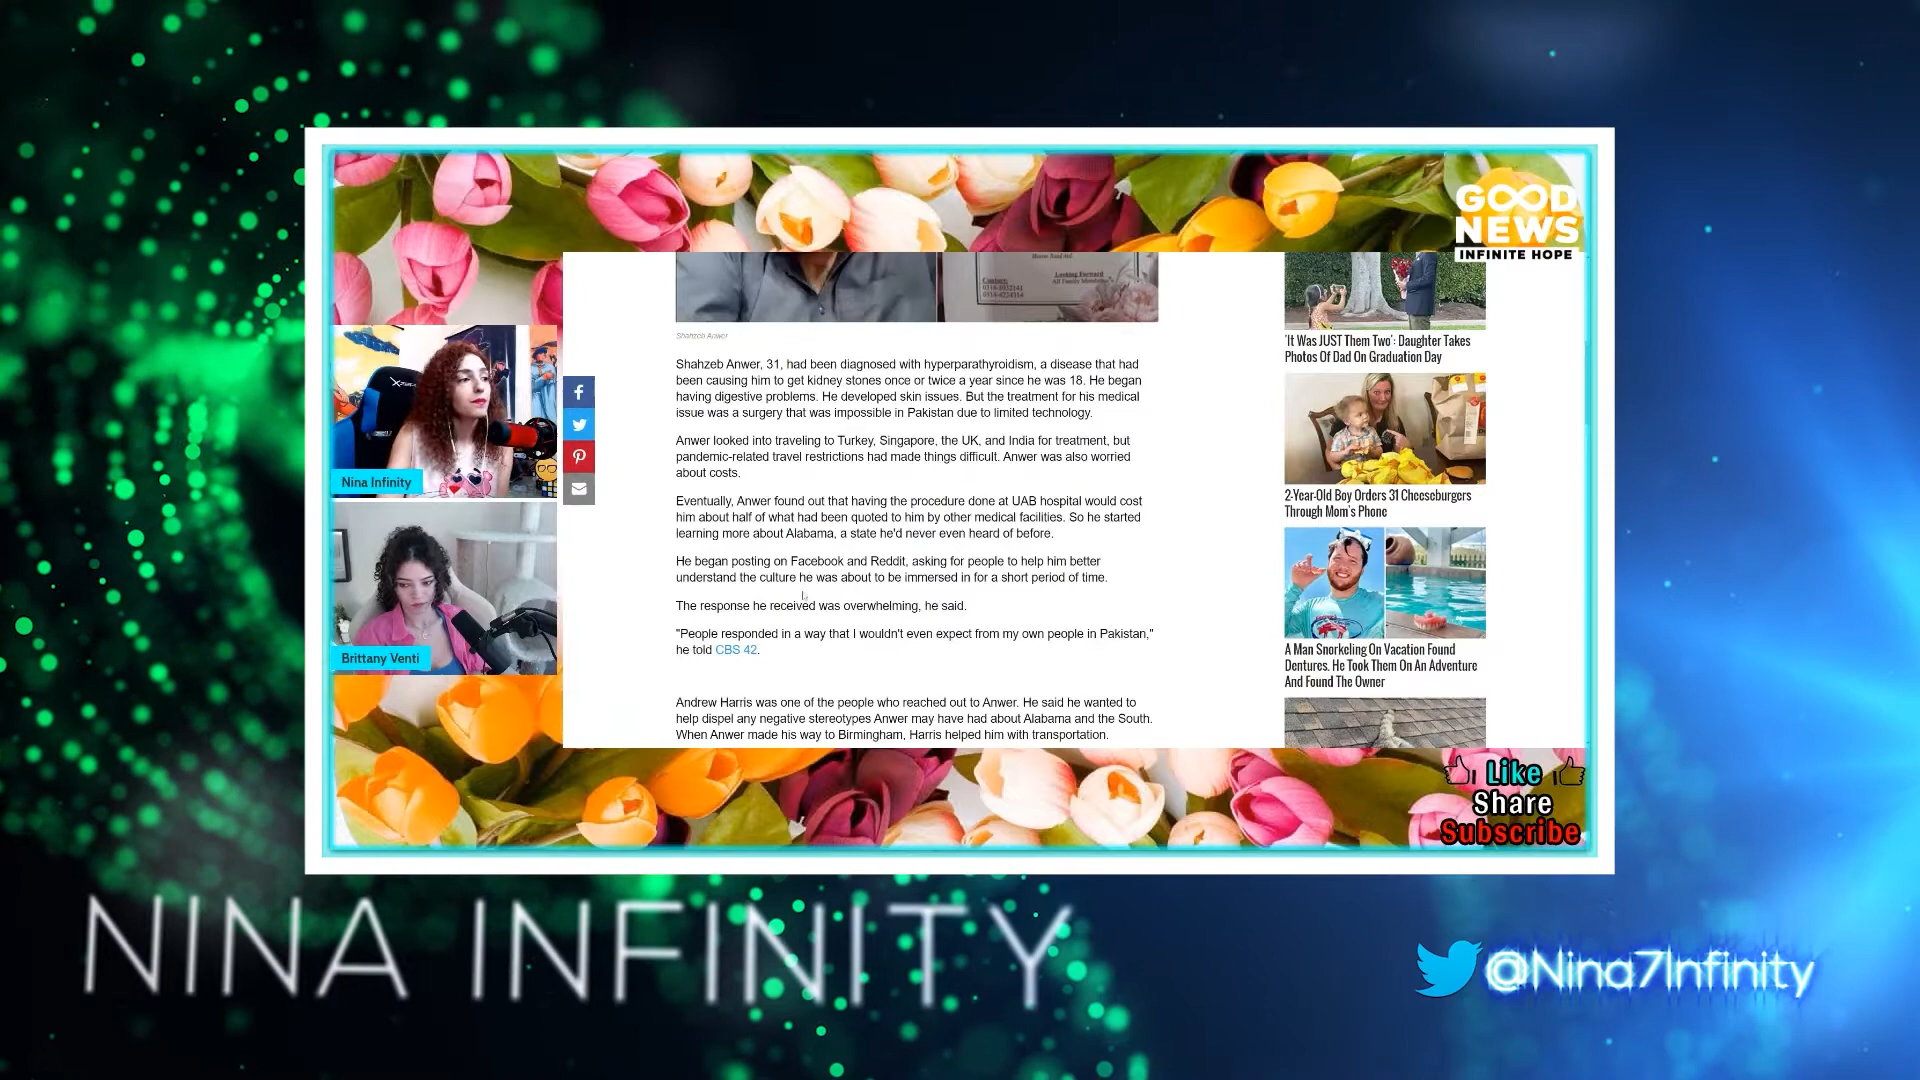 GOOD
NEWS
INFINITE HOPE
Looking Forward
Contact:
Shahzeb Anwer
Shahzeb Anwer, 31, had been diagnosed with hyperparathyroidism, a disease that had
been causing him to get kidney stones once or twice a year since he was 18. He began
having digestive problems. He developed skin issues. But the treatment for his medical
issue was a surgery that was impossible in Pakistan due to limited technology.
Anwer looked into traveling to Turkey, Singapore, the UK, and India for treatment, but
pandemic-related travel restrictions had made things difficult. Anwer was also worried
about costs.
Eventually, Anwer found out that having the procedure done at UAB hospital would cost
him about half of what had been quoted to him by other medical facilities. So he started
learning more about Alabama, a state he'd never even heard of before.
He began posting on Facebook and Reddit, asking for people to help him better
understand the culture he was about to be immersed in for a short period of time.
The response he received was overwhelming, he said.
"People responded in a way that I wouldn't even expect from my own people in Pakistan,"
he told CBS 42.
Andrew Harris was one of the people who reached out to Anwer. He said he wanted to
help dispel any negative stereotypes Anwer may have had about Alabama and the South.
When Anwer made his way to Birmingham, Harris helped him with transportation.
'It Was JUST Them Two': Daughter Takes
Photos Of Dad On Graduation Day
2-Year-Old Boy Orders 31 Cheeseburgers
Through Mom's Phone
A Man Snorkeling On Vacation Found
Dentures. He Took Them On An Adventure
And Found The Owner
Nina Infinity
Brittany Venti
Like
Share
Subscribe
NINA INFINITY
@Nina7Infinity